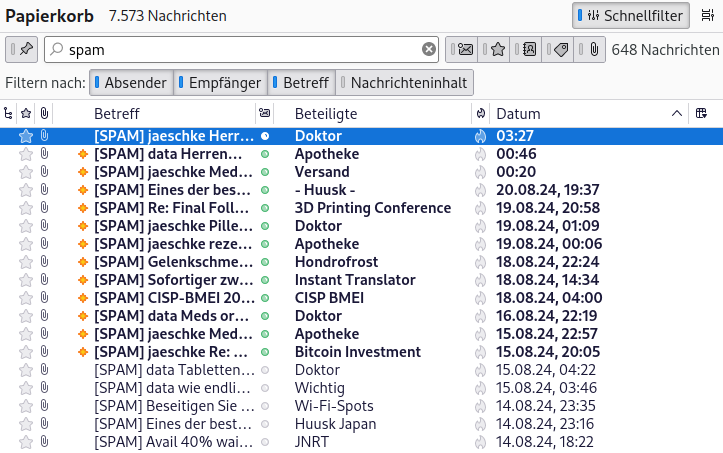 Papierkorb 7.573 Nachrichten Schnellfilter
spam 648 Nachrichten
Filtern nach: Absender Empfänger Betreff Nachrichteninhalt
Betreff Beteiligte Datum
[SPAM] jaeschke Herr... Doktor 03:27
[SPAM] data Herren... Apotheke 00:46
[SPAM] jaeschke Med... Versand 00:20
[SPAM] Eines der bes... - Huusk - 20.08.24, 19:37
[SPAM] Re: Final Foll... 3D Printing Conference 19.08.24, 20:58
[SPAM] jaeschke Pille... Doktor 19.08.24, 01:09
[SPAM] jaeschke reze... Apotheke 19.08.24, 00:06
[SPAM] Gelenkschme... Hondrofrost 18.08.24, 22:24
[SPAM] Sofortiger zw... Instant Translator 18.08.24, 14:34
[SPAM] CISP-BMEI 20... CISP BMEI 18.08.24, 04:00
[SPAM] data Meds or... Doktor 16.08.24, 22:19
[SPAM] jaeschke Med... Apotheke 15.08.24, 22:57
[SPAM] jaeschke Re: ... Bitcoin Investment 15.08.24, 20:05
[SPAM] data Tabletten... Doktor 15.08.24, 04:22
[SPAM] data wie endli... Wichtig 15.08.24, 03:46
[SPAM] Beseitigen Sie ... Wi-Fi-Spots 14.08.24, 23:35
[SPAM] Eines der best... Huusk Japan 14.08.24, 23:16
[SPAM] Avail 40% wai... JNRT 14.08.24, 18:22